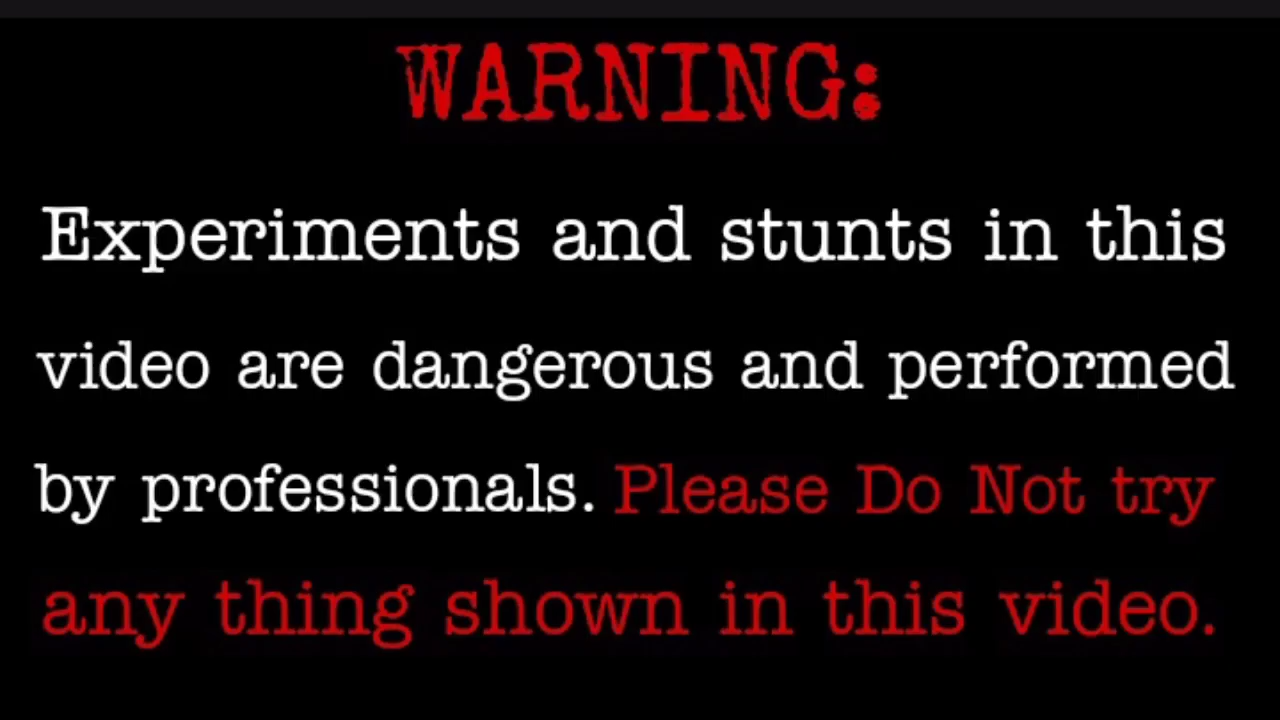 WARNING:
Experiments and stunts in this
video are dangerous and performed
by professionals. Please Do Not try
any thing shown in this video.